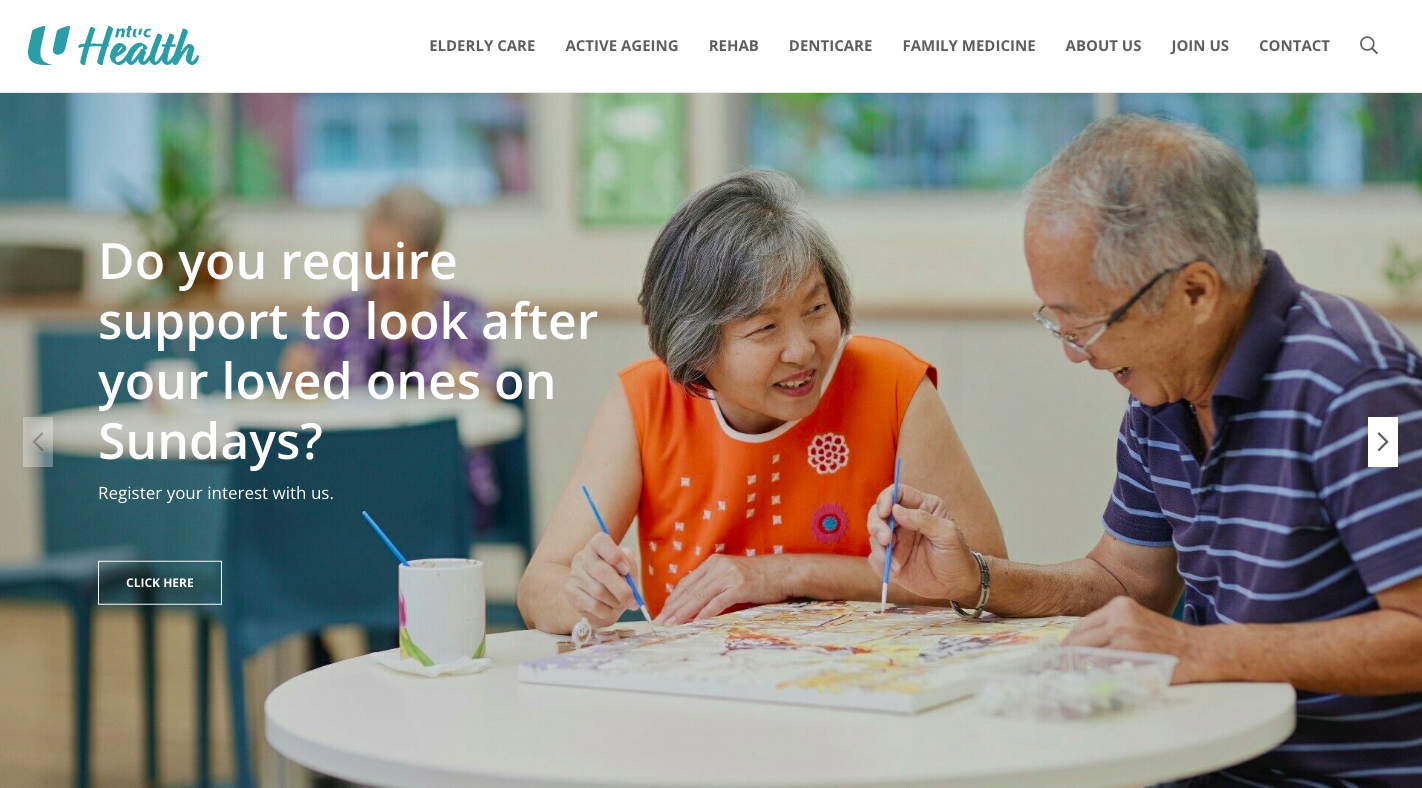 ntuc
Health
ELDERLY CARE ACTIVE AGEING REHAB DENTICARE FAMILY MEDICINE ABOUT US JOIN US CONTACT
Do you require
support to look after
your loved ones on
Sundays?
Register your interest with us.
CLICK HERE